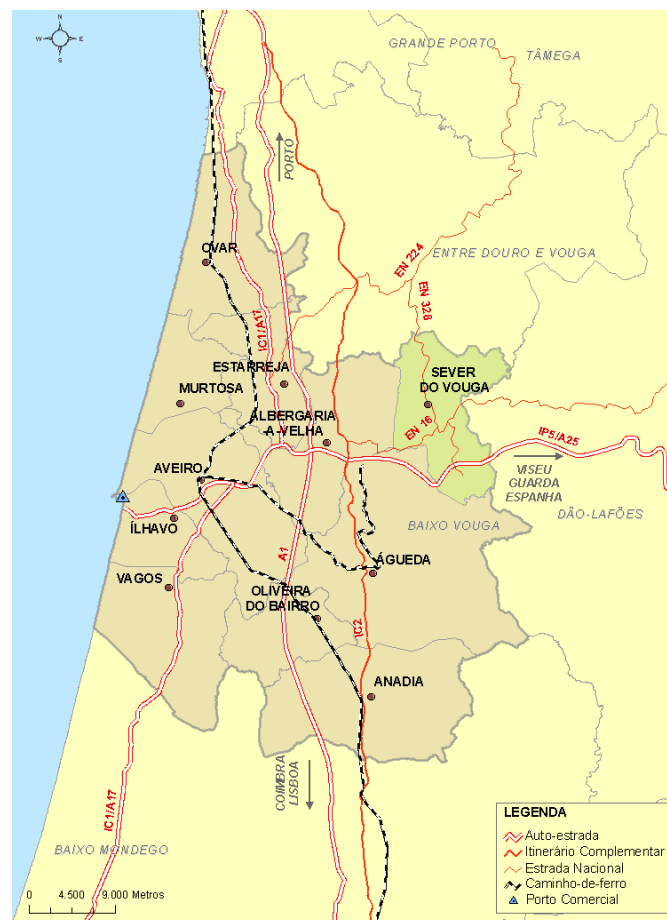 N
W E
S
GRANDE PORTO
TÂMEGA
PORTO
OVAR
EN 224
ENTRE DOURO E VOUGA
EN 328
IC1/A17
ESTARREJA
SEVER
DO VOUGA
MURTOSA
ALBERGARIA
A-VELHA
EN 16
IP5/A25
AVEIRO
VISEU
GUARDA
ESPANHA
ÍLHAVO
BAIXO VOUGA
DÃO-LAFÕES
A1
VAGOS
ÁGUEDA
OLIVEIRA
DO BAIRRO
IC2
ANADIA
COIMBRA
LISBOA
IC1/A17
BAIXO MONDEGO
LEGENDA
Auto-estrada
Itinerário Complementar
Estrada Nacional
Caminho-de-ferro
Porto Comercial
0 4.500 9.000 Metros